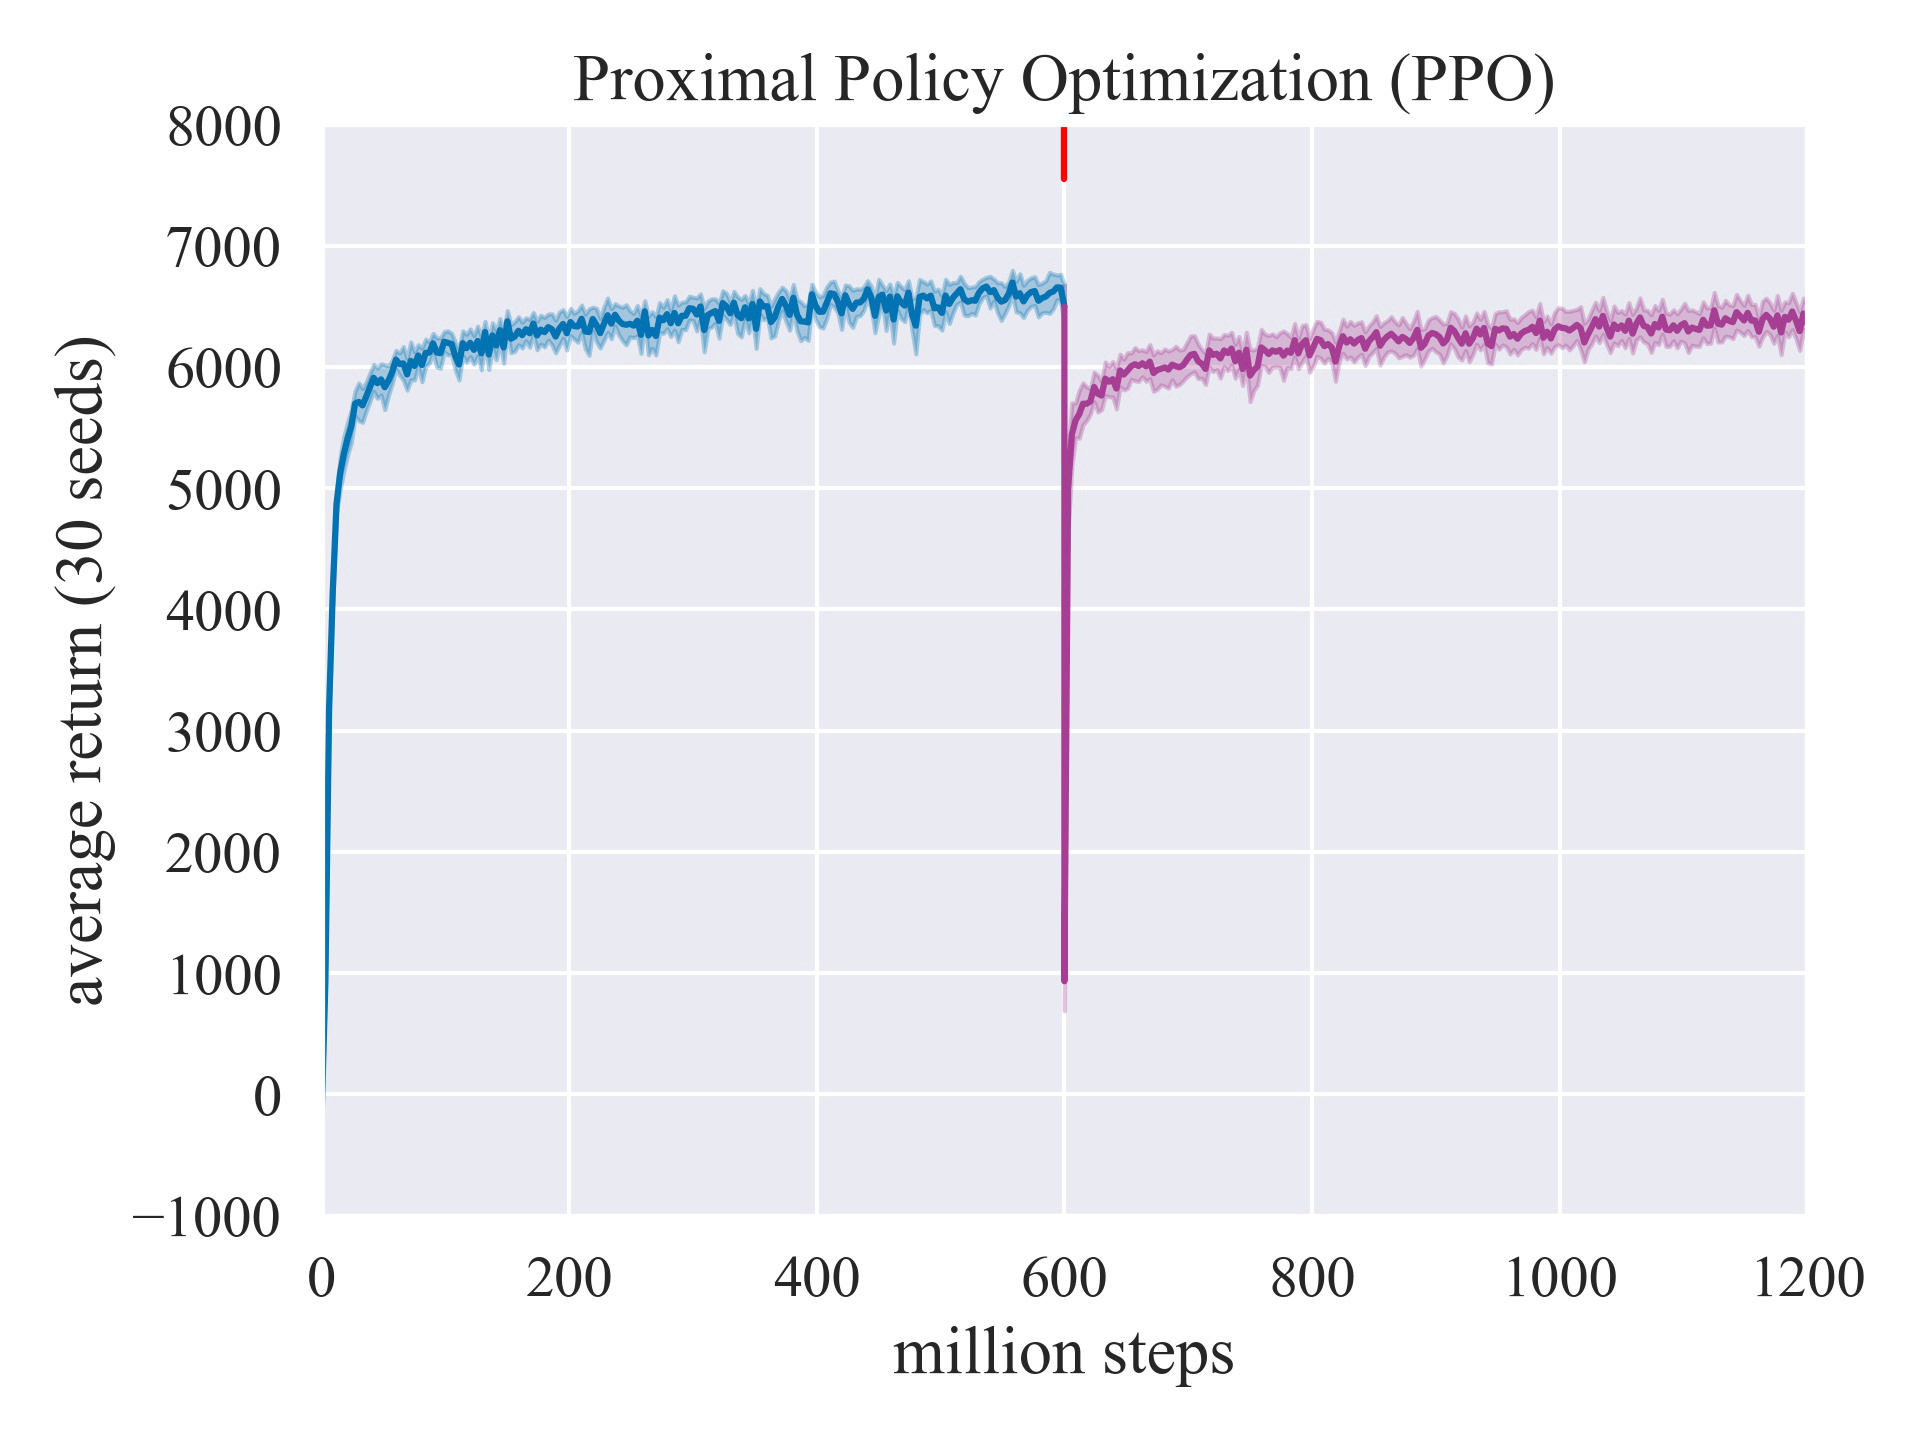 Proximal Policy Optimization (PPO)
8000
7000
6000
5000
4000
3000
2000
1000
0
−1000
average return (30 seeds)
0 200 400 600 800 1000 1200
million steps